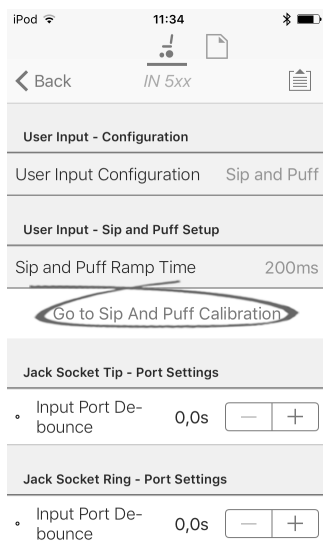 iPod 11:34
Back IN 5xx
User Input - Configuration
User Input Configuration Sip and Puff
User Input - Sip and Puff Setup
Sip and Puff Ramp Time 200ms
Go to Sip And Puff Calibration
Jack Socket Tip - Port Settings
Input Port De-
bounce 0,0s — +
Jack Socket Ring - Port Settings
Input Port De-
bounce 0,0s — +